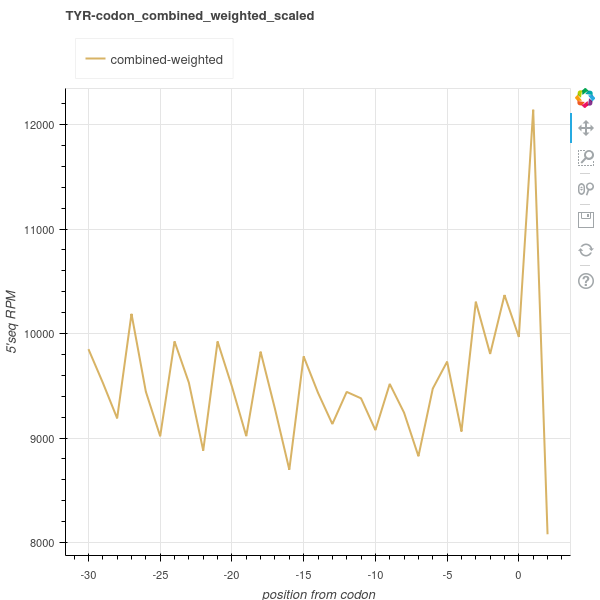 TYR-codon_combined_weighted_scaled
combined-weighted
12000
11000
10000
9000
8000
5'seq RPM
-30 -25 -20 -15 -10 -5 0
position from codon